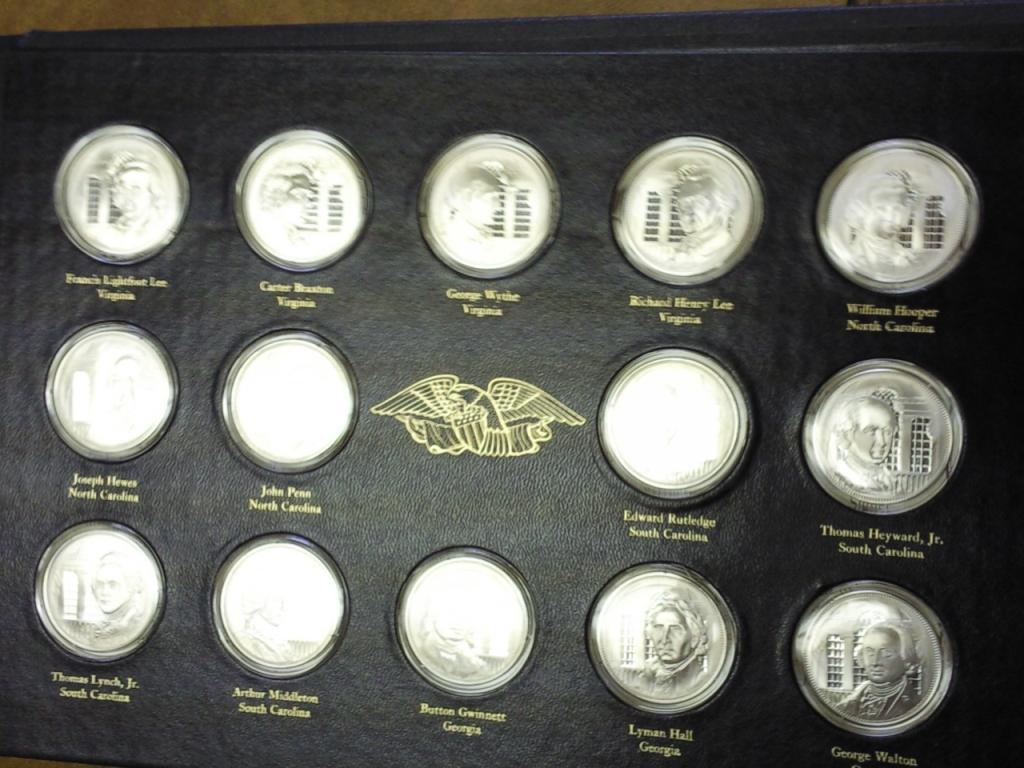 Francis Lightfoot Lee
Virginia
Carter Braxton
Virginia
George Wythe
Virginia
Richard Henry Lee
Virginia
William Hooper
North Carolina
Joseph Hewes
North Carolina
John Penn
North Carolina
Edward Rutledge
South Carolina
Thomas Heyward, Jr.
South Carolina
Thomas Lynch, Jr.
South Carolina
Arthur Middleton
South Carolina
Button Gwinnett
Georgia
Lyman Hall
Georgia
George Walton